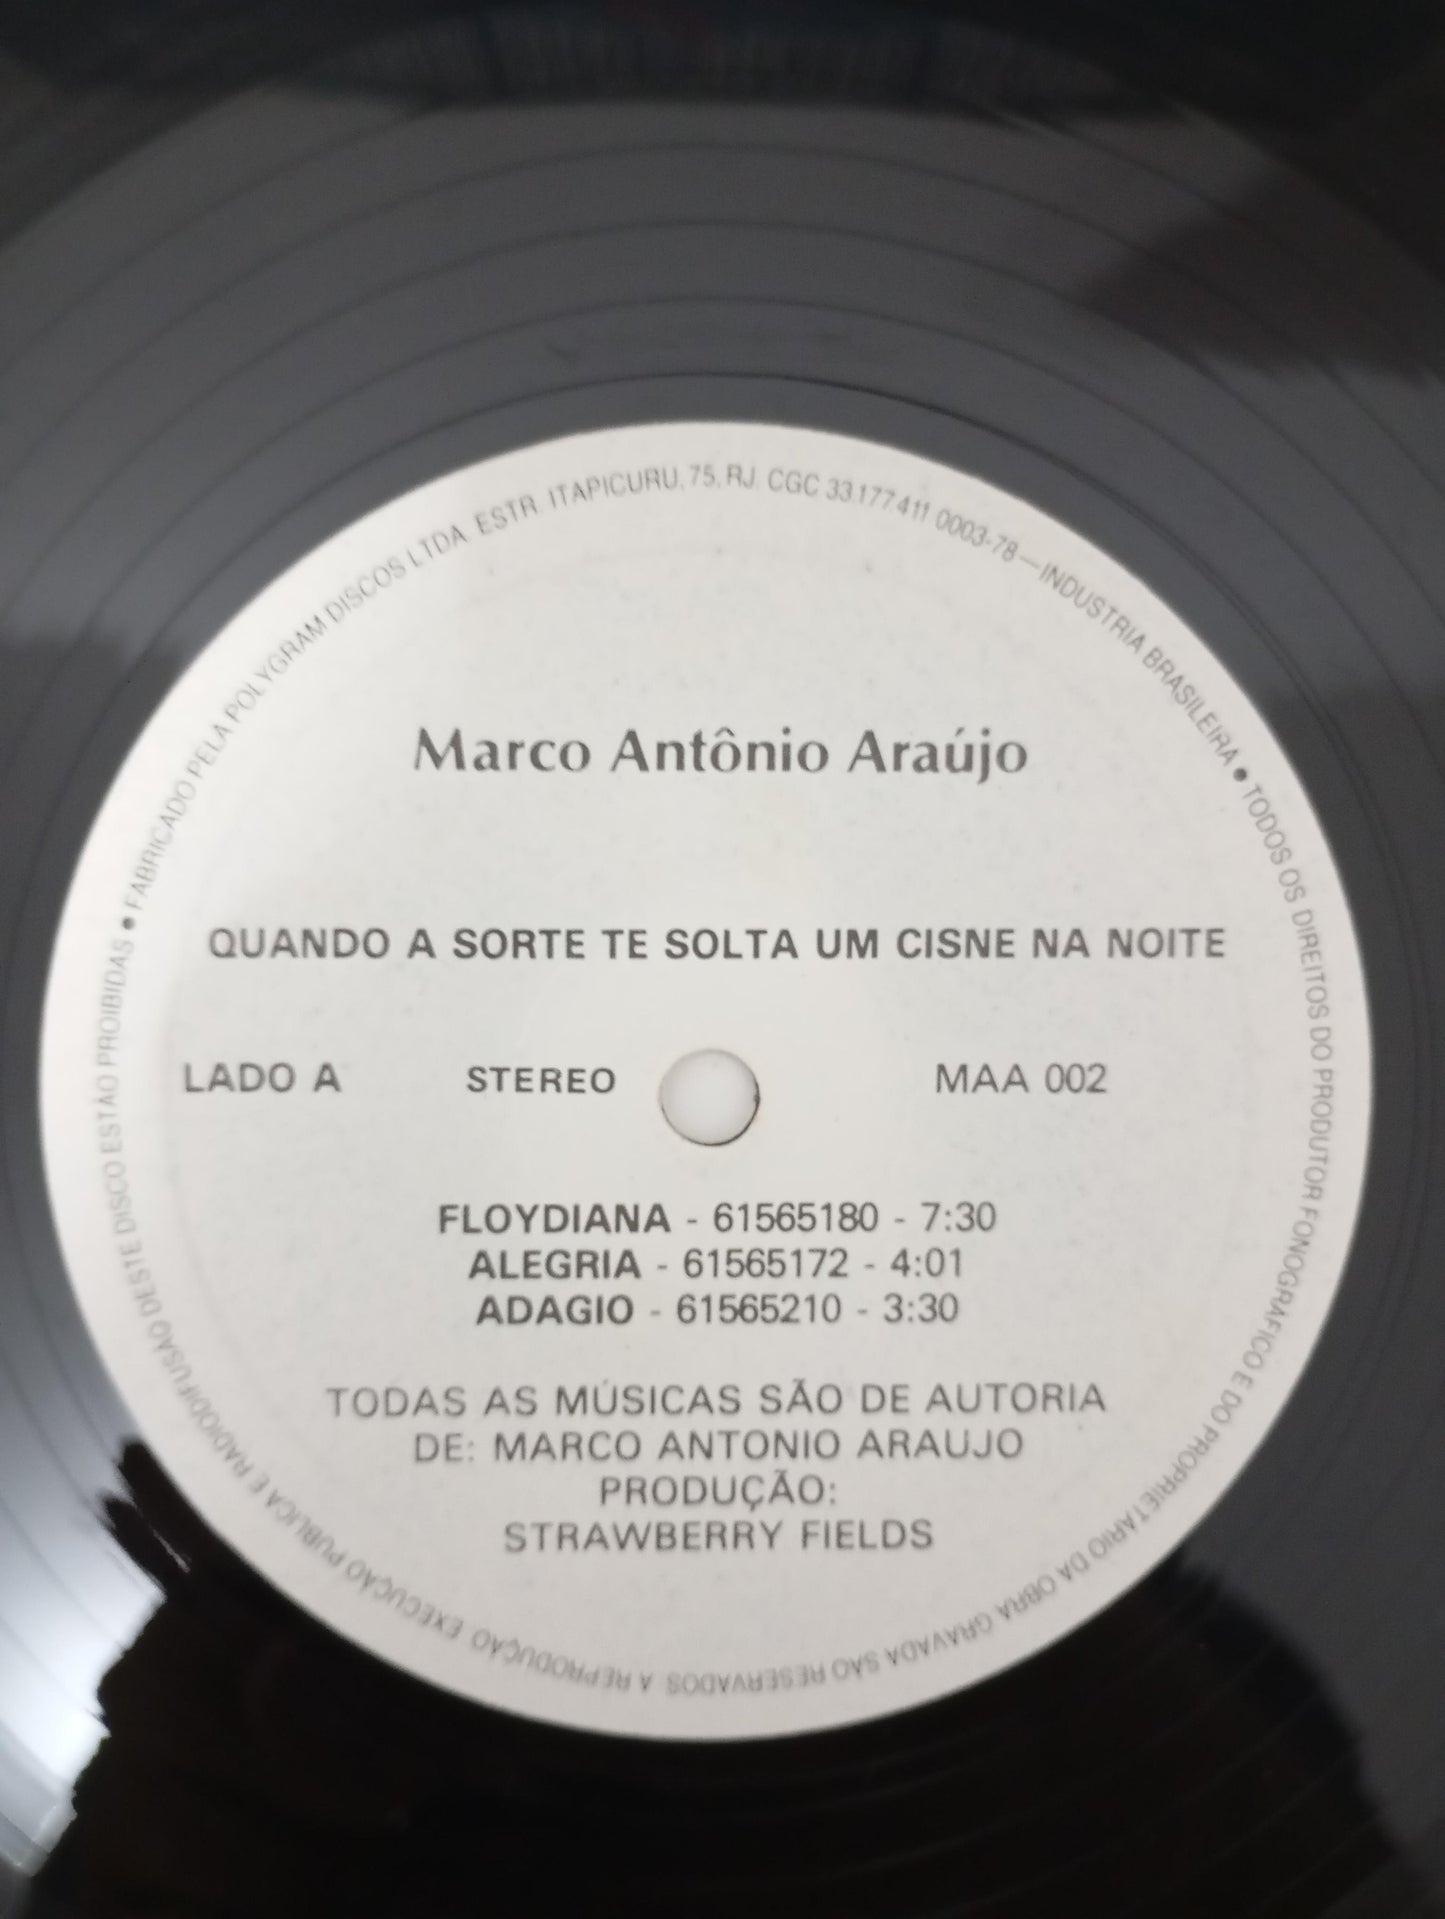 Marco Antônio Araújo
QUANDO A SORTE TE SOLTA UM CISNE NA NOITE
LADO A STEREO MAA 002
FLOYDIANA - 61565180 - 7:30
ALEGRIA - 61565172 - 4:01
ADAGIO - 61565210 - 3:30
TODAS AS MÚSICAS SÃO DE AUTORIA
DE: MARCO ANTONIO ARAUJO
PRODUÇÃO:
STRAWBERRY FIELDS
• FABRICADO PELA POLYGRAM DISCOS LTDA ESTR ITAPICURU, 75, RJ. CGC 33.177.411 0003-78 — INDUSTRIA BRASILEIRA • TODOS OS DIREITOS DO PRODUTOR FONOGRAFICO E DO PROPRIETARIO DA OBRA GRAVADA SAO RESERVADOS A REPRODUÇÃO EXECUÇÃO PUBLICA E RADIODIFUSÃO DESTE DISCO ESTÃO PROIBIDAS